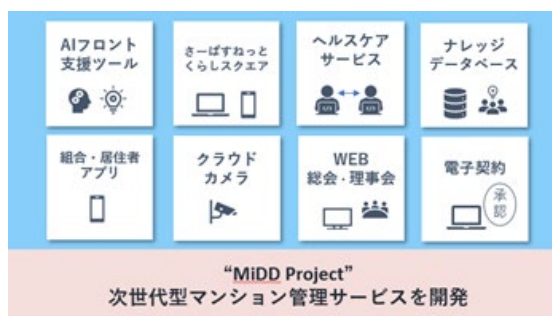 AIフロント
支援ツール
さーぱすねっと
くらしスクエア
ヘルスケア
サービス
ナレッジ
データベース
組合・居住者
アプリ
クラウド
カメラ
WEB
総会・理事会
電子契約
承
認
“MiDD Project”
次世代型マンション管理サービスを開発